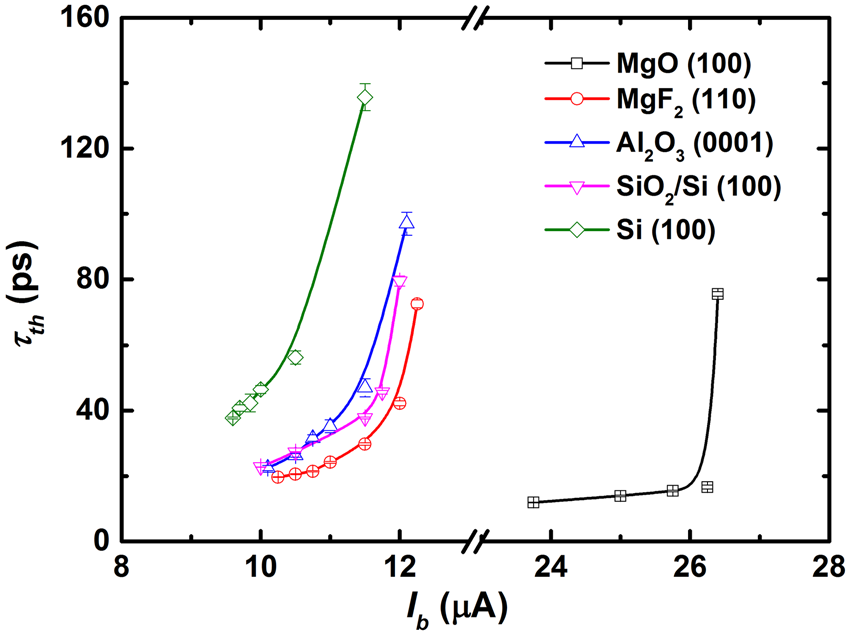 160
120
80
40
0
τth (ps)
8
10
12
24
26
28
Ib (μA)
MgO (100)
MgF2 (110)
Al2O3 (0001)
SiO2/Si (100)
Si (100)